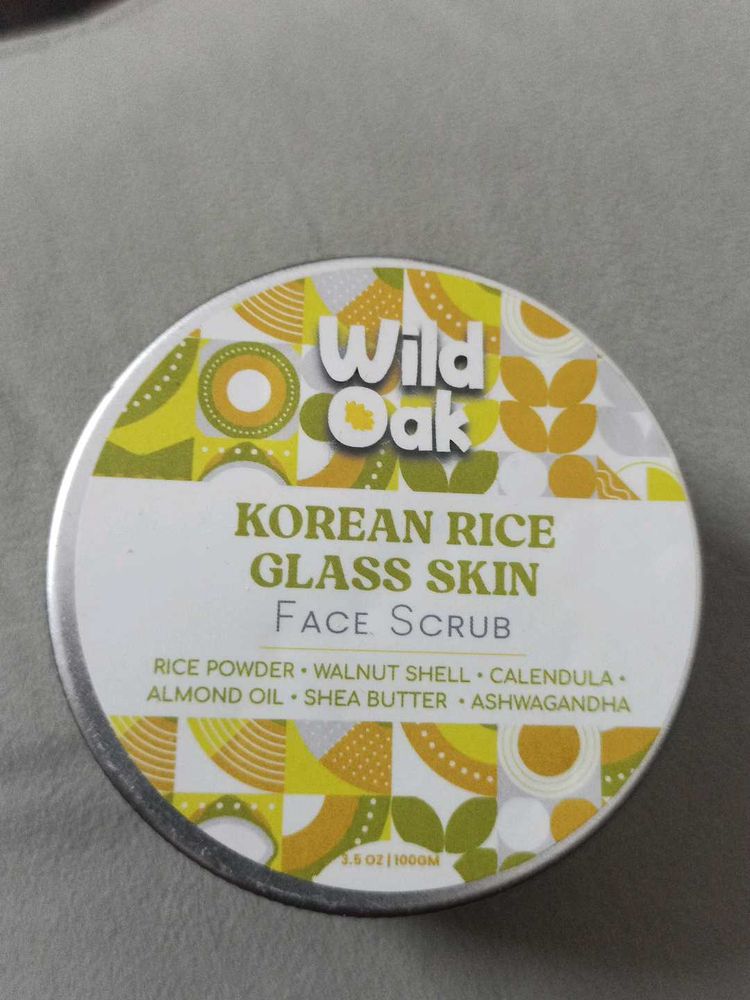 Wild
Oak
KOREAN RICE
GLASS SKIN
FACE SCRUB
RICE POWDER • WALNUT SHELL • CALENDULA •
ALMOND OIL • SHEA BUTTER • ASHWAGANDHA
3.5 OZ | 100GM